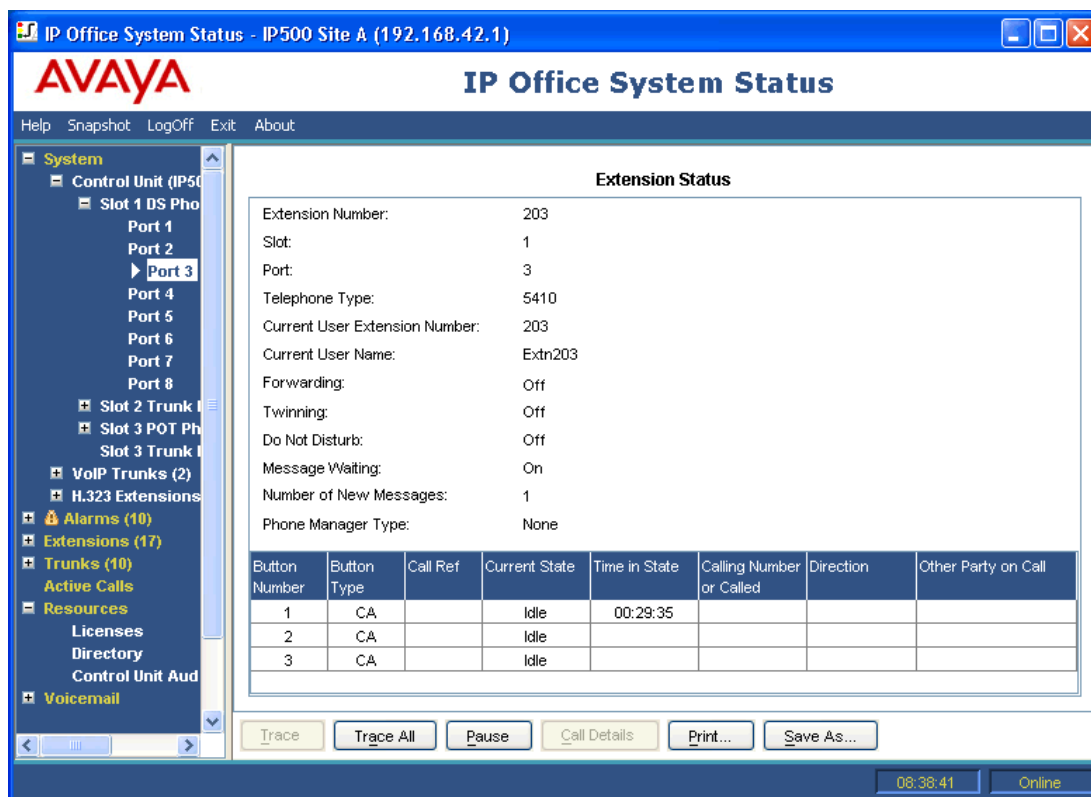 IP Office System Status - IP500 Site A (192.168.42.1)
AVAYA
IP Office System Status
Help Snapshot LogOff Exit About
System
Control Unit (IP50
Slot 1 DS Pho
Port 1
Port 2
Port 3
Port 4
Port 5
Port 6
Port 7
Port 8
Slot 2 Trunk I
Slot 3 POT Ph
Slot 3 Trunk I
VoIP Trunks (2)
H.323 Extensions
Alarms (10)
Extensions (17)
Trunks (10)
Active Calls
Resources
Licenses
Directory
Control Unit Aud
Voicemail
Extension Status
Extension Number: 203
Slot: 1
Port: 3
Telephone Type: 5410
Current User Extension Number: 203
Current User Name: Extn203
Forwarding: Off
Twinning: Off
Do Not Disturb: Off
Message Waiting: On
Number of New Messages: 1
Phone Manager Type: None
Button Number Button Type Call Ref Current State Time in State Calling Number or Called Direction Other Party on Call
1 CA Idle 00:29:35
2 CA Idle
3 CA Idle
Trace Trace All Pause Call Details Print... Save As...
08:38:41 Online